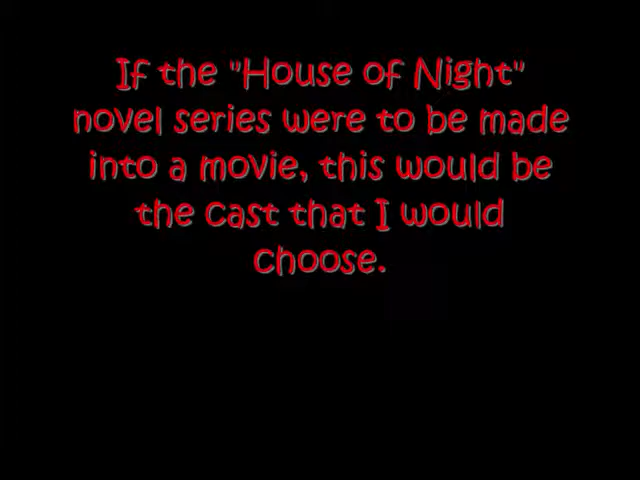 If the "House of Night"
novel series were to be made
into a movie, this would be
the cast that I would
choose.